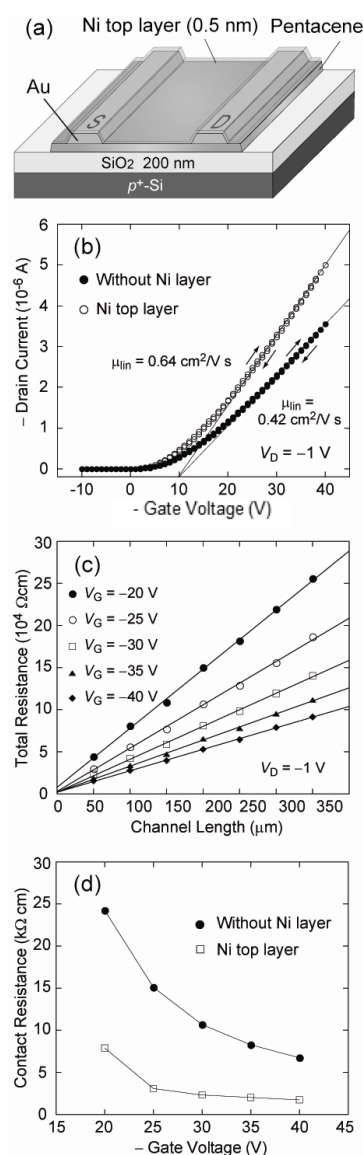 (a)
Ni top layer (0.5 nm)
Pentacene
Au
S
D
SiO2 200 nm
p+-Si
(b)
− Drain Current (10-6 A)
6
5
4
3
2
1
0
● Without Ni layer
○ Ni top layer
μlin = 0.64 cm2/V s
μlin =
0.42 cm2/V s
VD = −1 V
-10 0 10 20 30 40
- Gate Voltage (V)
(c)
Total Resistance (104 Ωcm)
30
25
20
15
10
5
0
VG = −20 V
VG = −25 V
VG = −30 V
VG = −35 V
VG = −40 V
VD = −1 V
0 50 100 150 200 250 300 350
Channel Length (μm)
(d)
Contact Resistance (kΩ cm)
30
25
20
15
10
5
0
Without Ni layer
Ni top layer
15 20 25 30 35 40 45
− Gate Voltage (V)